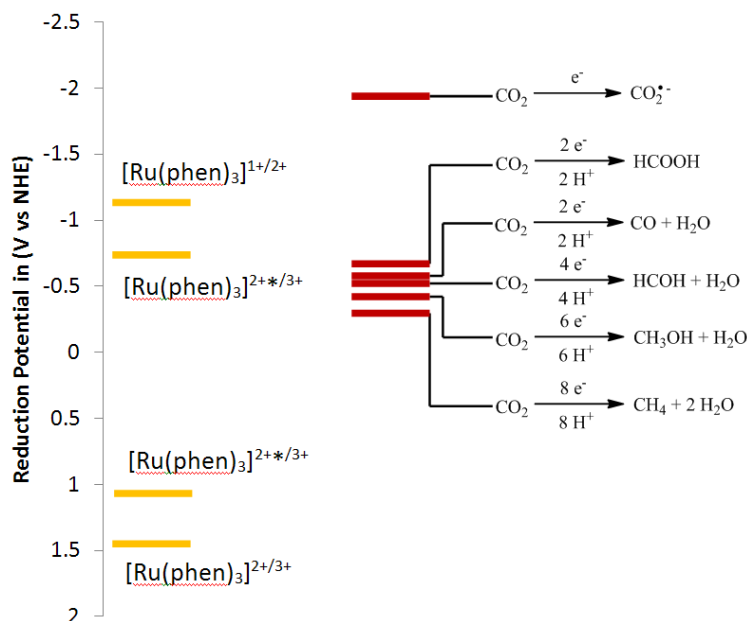 Reduction Potential in (V vs NHE)
-2.5
-2
-1.5
-1
-0.5
0
0.5
1
1.5
2
[Ru(phen)₃]¹⁺/²⁺
[Ru(phen)₃]²⁺*/³⁺
[Ru(phen)₃]²⁺*/³⁺
[Ru(phen)₃]²⁺/³⁺
CO₂ e⁻ CO₂•⁻
CO₂ 2 e⁻ 2 H⁺ HCOOH
CO₂ 2 e⁻ 2 H⁺ CO + H₂O
CO₂ 4 e⁻ 4 H⁺ HCOH + H₂O
CO₂ 6 e⁻ 6 H⁺ CH₃OH + H₂O
CO₂ 8 e⁻ 8 H⁺ CH₄ + 2 H₂O